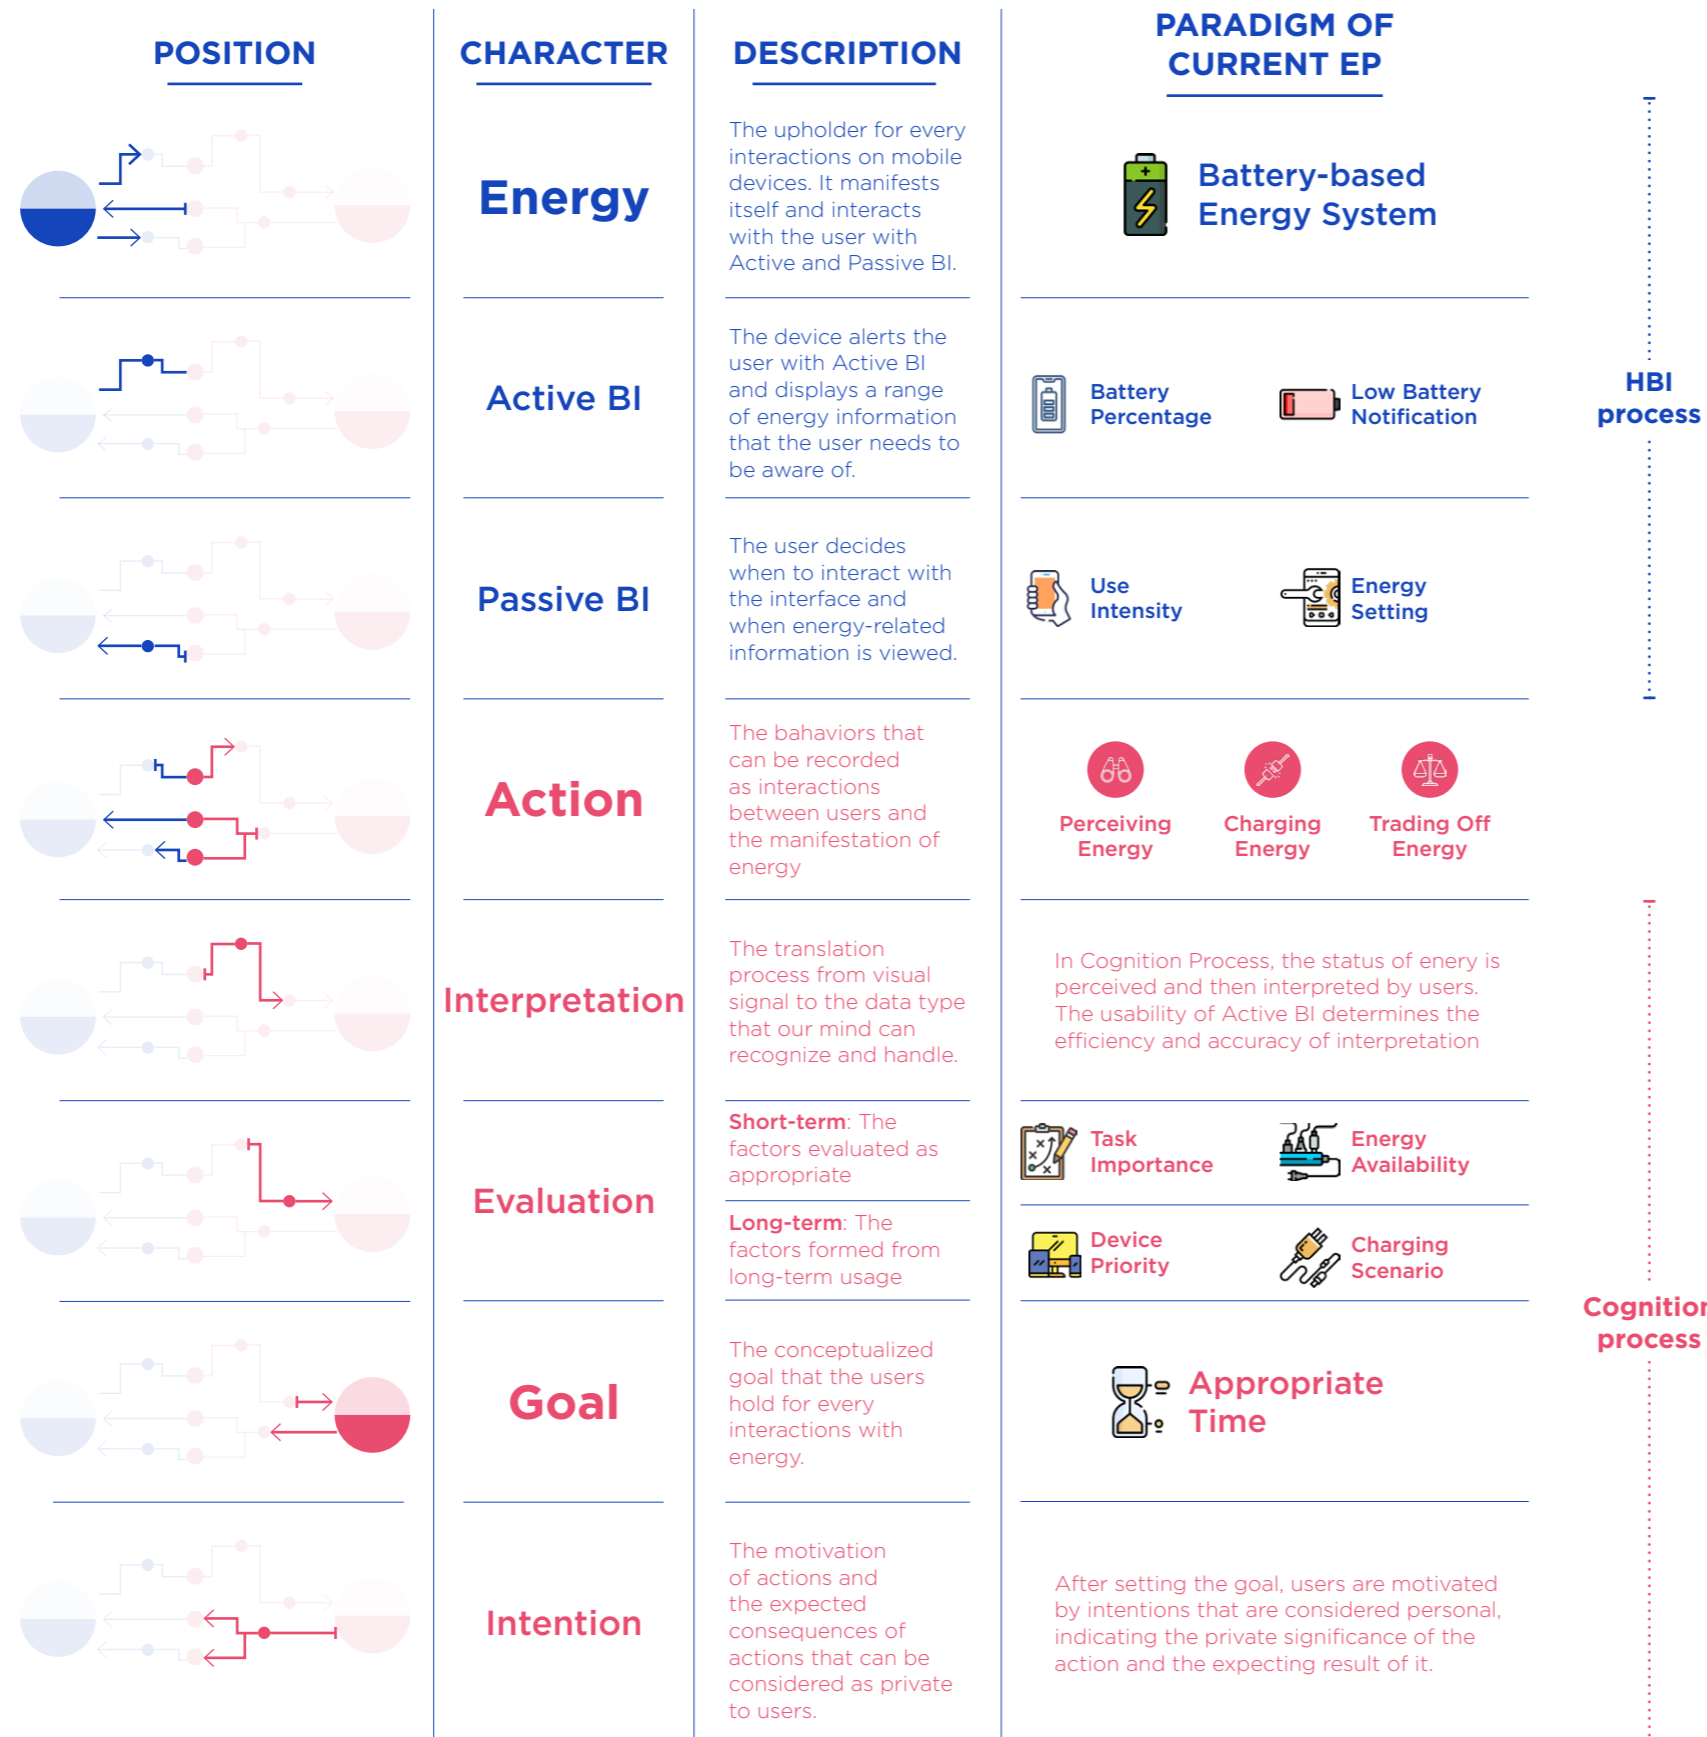 POSITION
CHARACTER
DESCRIPTION
PARADIGM OF
CURRENT EP
Energy
The upholder for every
interactions on mobile
devices. It manifests
itself and interacts
with the user with
Active and Passive BI.
Battery-based
Energy System
Active BI
The device alerts the
user with Active BI
and displays a range
of energy information
that the user needs to
be aware of.
Battery
Percentage
Low Battery
Notification
HBI
process
Passive BI
The user decides
when to interact with
the interface and
when energy-related
information is viewed.
Use
Intensity
Energy
Setting
Action
The bahaviors that
can be recorded
as interactions
between users and
the manifestation of
energy
Perceiving
Energy
Charging
Energy
Trading Off
Energy
Interpretation
The translation
process from visual
signal to the data type
that our mind can
recognize and handle.
In Cognition Process, the status of enery is
perceived and then interpreted by users.
The usability of Active BI determines the
efficiency and accuracy of interpretation
Evaluation
Short-term: The
factors evaluated as
appropriate
Task
Importance
Energy
Availability
Long-term: The
factors formed from
long-term usage
Device
Priority
Charging
Scenario
Cognition
process
Goal
The conceptualized
goal that the users
hold for every
interactions with
energy.
Appropriate
Time
Intention
The motivation
of actions and
the expected
consequences of
actions that can be
considered as private
to users.
After setting the goal, users are motivated
by intentions that are considered personal,
indicating the private significance of the
action and the expecting result of it.